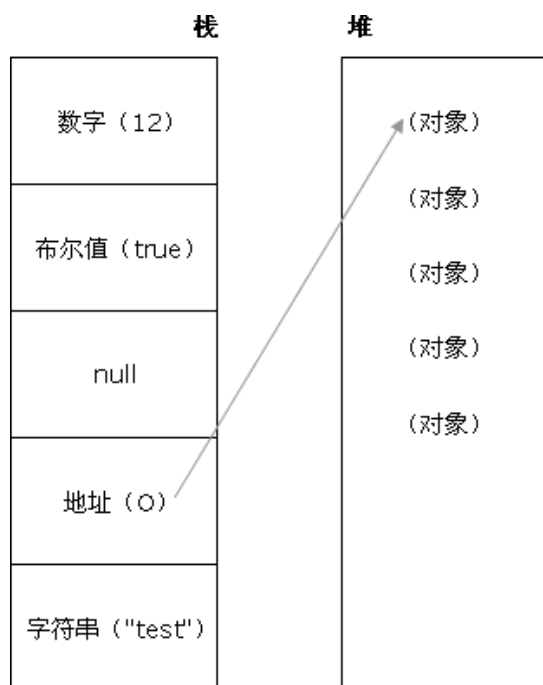 栈
堆
数字（12）
布尔值（true）
null
地址（O）
字符串（"test"）
（对象）
（对象）
（对象）
（对象）
（对象）